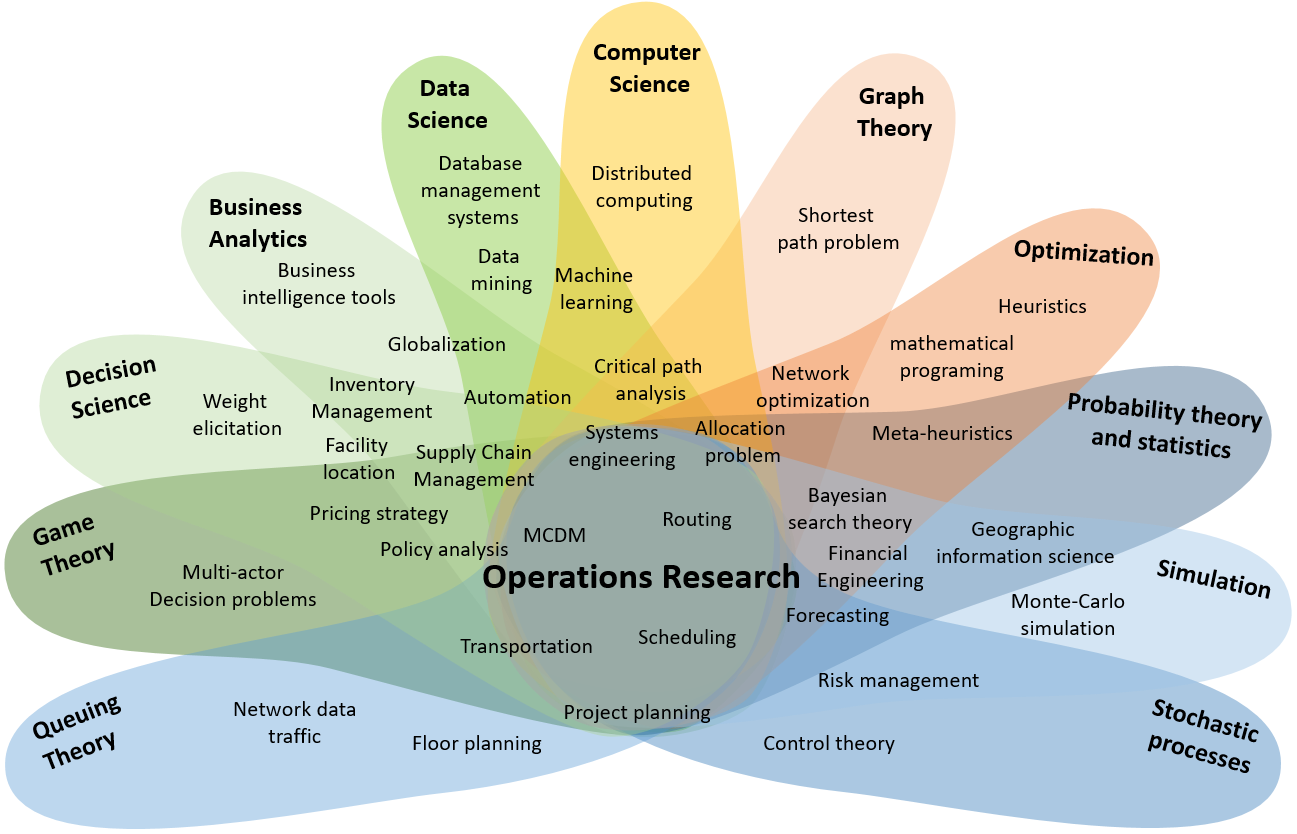 Computer
Science
Data
Science
Graph
Theory
Database
management
systems
Distributed
computing
Business
Analytics
Shortest
path problem
Optimization
Data
mining
Business
intelligence tools
Machine
learning
Heuristics
Globalization
mathematical
programing
Decision
Science
Critical path
analysis
Network
optimization
Inventory
Management
Automation
Weight
elicitation
Probability theory
and statistics
Systems
engineering
Allocation
problem
Meta-heuristics
Facility
location
Supply Chain
Management
Pricing strategy
Bayesian
search theory
Game
Theory
MCDM
Routing
Geographic
information science
Policy analysis
Financial
Engineering
Operations Research
Simulation
Multi-actor
Decision problems
Monte-Carlo
simulation
Forecasting
Transportation
Scheduling
Risk management
Queuing
Theory
Network data
traffic
Project planning
Stochastic
processes
Floor planning
Control theory